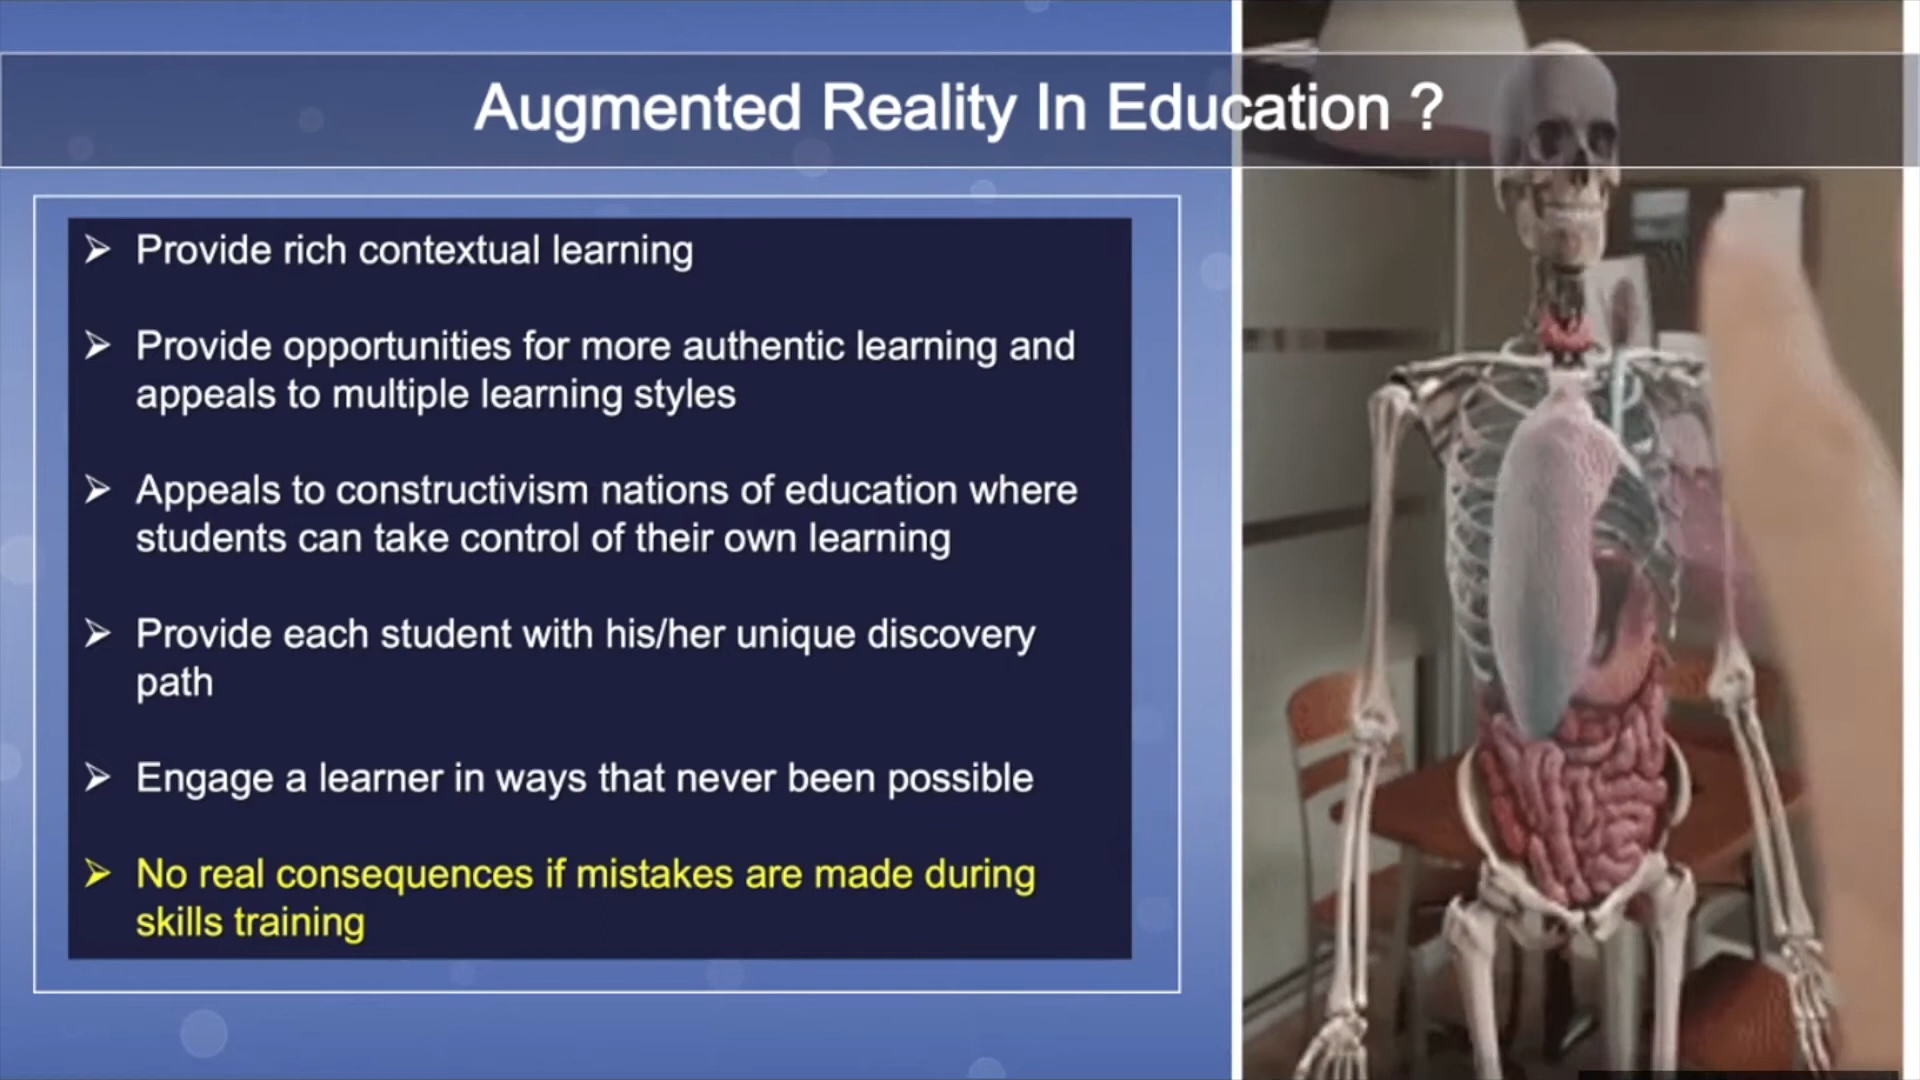 Augmented Reality In Education ?
➢ Provide rich contextual learning
➢ Provide opportunities for more authentic learning and
appeals to multiple learning styles
➢ Appeals to constructivism nations of education where
students can take control of their own learning
➢ Provide each student with his/her unique discovery
path
➢ Engage a learner in ways that never been possible
➢ No real consequences if mistakes are made during
skills training